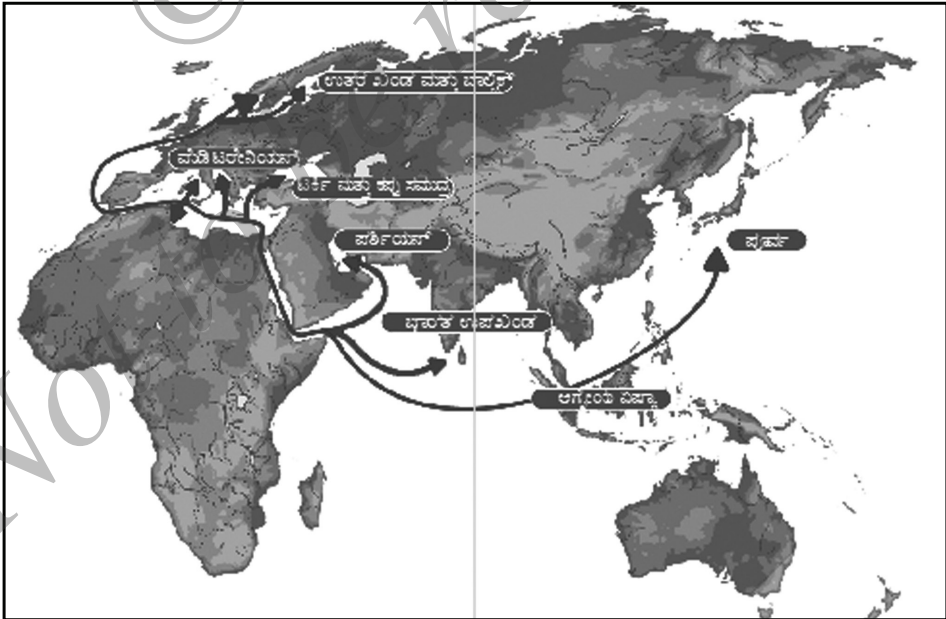 ಉತ್ತರ ಖಂಡ ಮತ್ತು ಬಾಲ್ಟಿಕ್
ಮೆಡಿಟರೇನಿಯನ್
ಟರ್ಕಿ ಮತ್ತು ಕಪ್ಪು ಸಮುದ್ರ
ಪರ್ಶಿಯನ್
ಪೂರ್ವ
ಭಾರತ ಉಪಖಂಡ
ಆಗ್ನೇಯ ಏಷ್ಯಾ